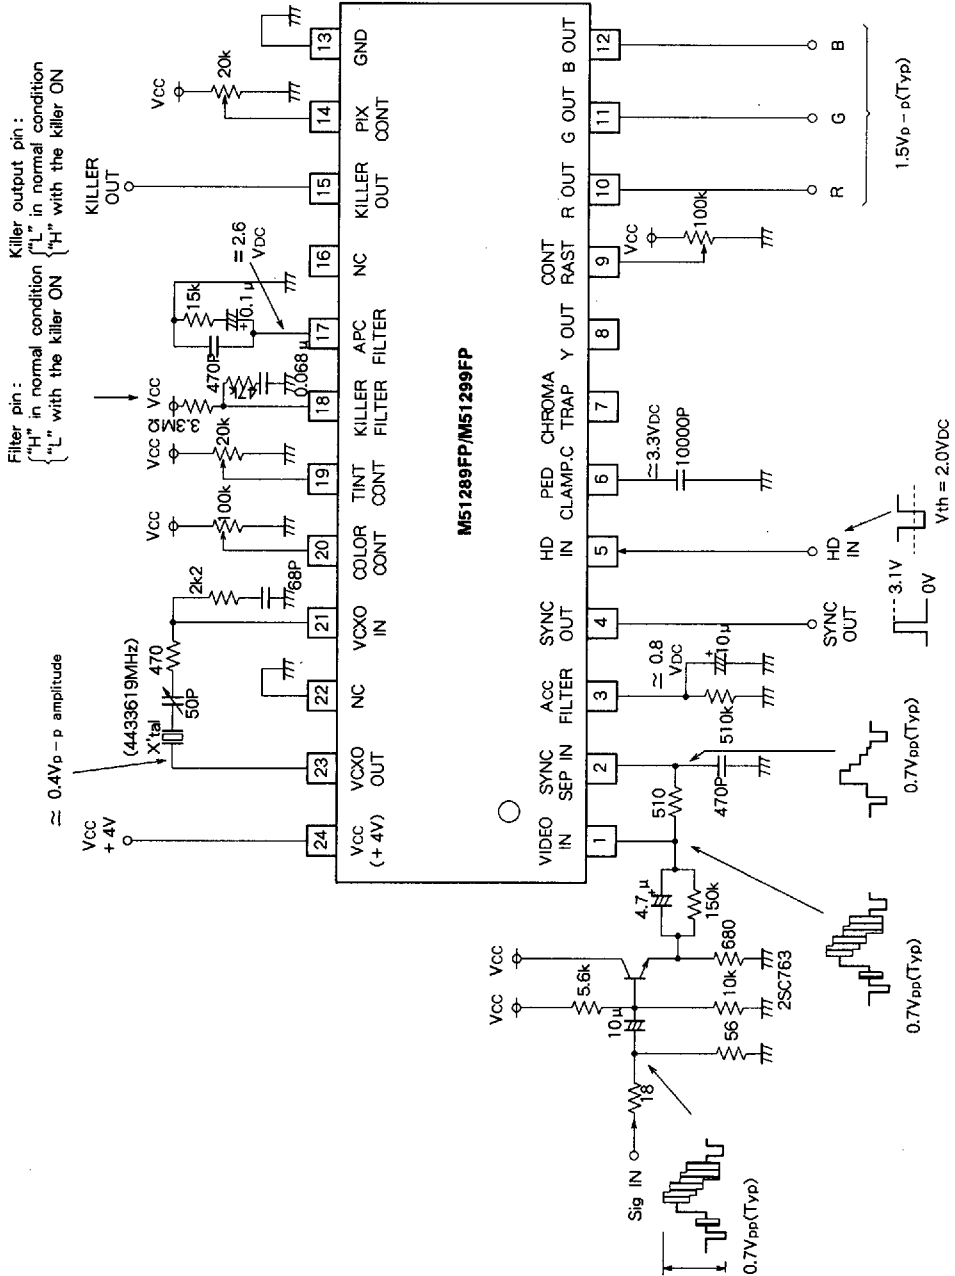 Filter pin :
"H" in normal condition
"L" with the killer ON
Killer output pin :
"L" in normal condition
"H" with the killer ON
VCC
+ 4V
≃ 0.4Vp - p amplitude
(4433619MHz)
X'tal
50P
470
2k2
68P
VCC
100k
VCC
20k
VCC
3.3MΩ
47k
0.068 μ
470P
15k
+0.1 μ
≃ 2.6
VDC
KILLER
OUT
VCC
20k
24
23
22
21
20
19
18
17
16
15
14
13
VCC
(+ 4V)
VCXO
OUT
NC
VCXO
IN
COLOR
CONT
TINT
CONT
KILLER
FILTER
APC
FILTER
NC
KILLER
OUT
PIX
CONT
GND
M51289FP/M51299FP
VIDEO
IN
SYNC
SEP IN
ACC
FILTER
SYNC
OUT
HD
IN
PED
CLAMP.C
CHROMA
TRAP
Y OUT
CONT
RAST
R OUT
G OUT
B OUT
1
2
3
4
5
6
7
8
9
10
11
12
Sig IN
18
56
10 μ
VCC
5.6k
10k
VCC
2SC763
680
4.7 μ
+
150k
510
470P
≃ 0.8
VDC
510k
+
10 μ
SYNC
OUT
HD
IN
≃3.3VDC
10000P
VCC
100k
R
G
B
1.5Vp - p(Typ)
0.7Vpp(Typ)
0.7Vpp(Typ)
0.7Vpp(Typ)
3.1V
0V
Vth = 2.0VDC